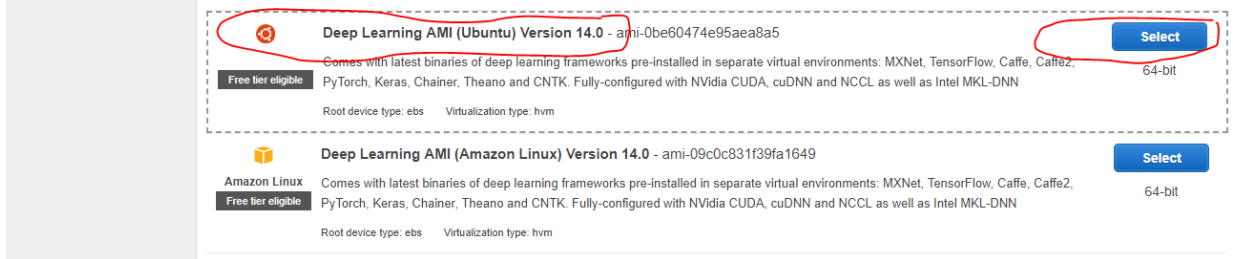 Deep Learning AMI (Ubuntu) Version 14.0 - ami-0be60474e95aea8a5
Select
Free tier eligible
Comes with latest binaries of deep learning frameworks pre-installed in separate virtual environments: MXNet, TensorFlow, Caffe, Caffe2,
PyTorch, Keras, Chainer, Theano and CNTK. Fully-configured with NVidia CUDA, cuDNN and NCCL as well as Intel MKL-DNN
64-bit
Root device type: ebs Virtualization type: hvm
Deep Learning AMI (Amazon Linux) Version 14.0 - ami-09c0c831f39fa1649
Select
Amazon Linux
Free tier eligible
Comes with latest binaries of deep learning frameworks pre-installed in separate virtual environments: MXNet, TensorFlow, Caffe, Caffe2,
PyTorch, Keras, Chainer, Theano and CNTK. Fully-configured with NVidia CUDA, cuDNN and NCCL as well as Intel MKL-DNN
64-bit
Root device type: ebs Virtualization type: hvm